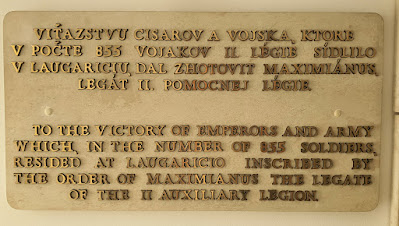 VÍŤAZSTVU CISÁROV A VOJSKA, KTORÉ
V POČTE 855 VOJAKOV II. LÉGIE SÍDLILO
V LAUGARICIU, DAL ZHOTOVIŤ MAXIMIÁNUS,
LEGÁT II. POMOCNEJ LÉGIE.
TO THE VICTORY OF EMPERORS AND ARMY
WHICH, IN THE NUMBER OF 855 SOLDIERS,
RESIDED AT LAUGARICIO INSCRIBED BY
THE ORDER OF MAXIMIANUS THE LEGATE
OF THE II AUXILIARY LEGION.